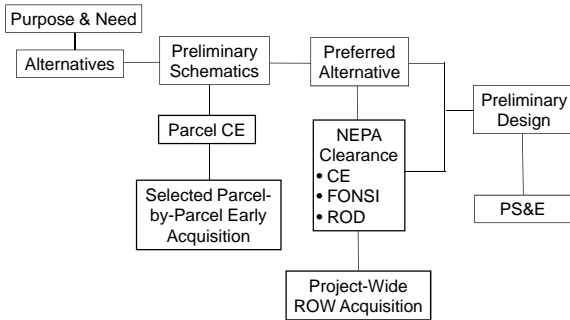 Purpose & Need
Alternatives
Preliminary
Schematics
Preferred
Alternative
Preliminary
Design
Parcel CE
NEPA
Clearance
• CE
• FONSI
• ROD
Selected Parcel-
by-Parcel Early
Acquisition
PS&E
Project-Wide
ROW Acquisition